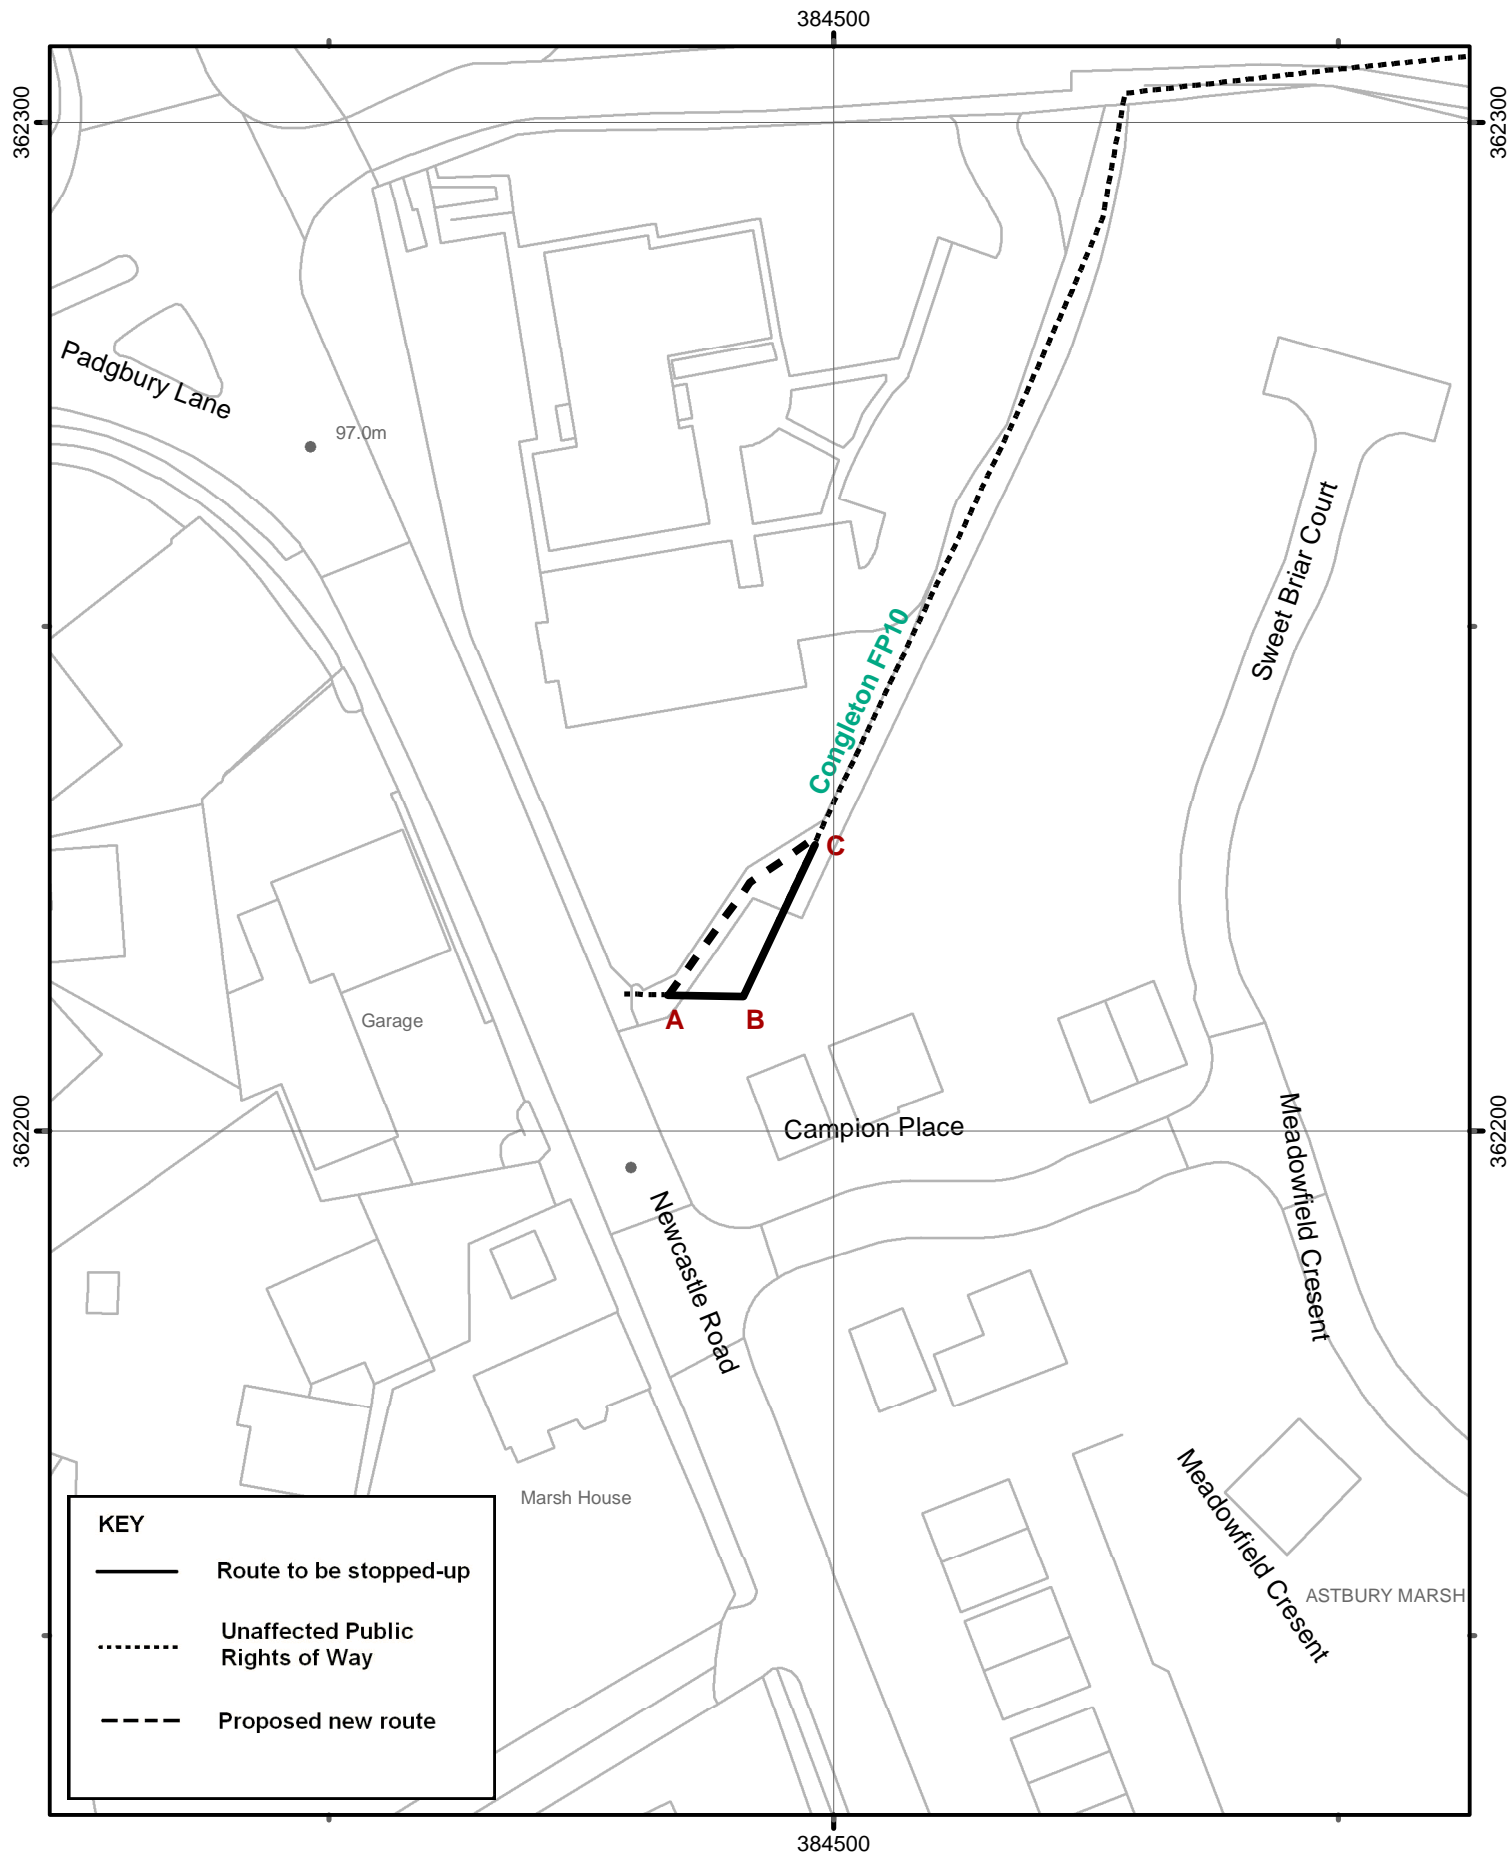 384500
362300
362300
Padgbury Lane
97.0m
Sweet Briar Court
Congleton FP10
C
A
B
Garage
362200
362200
Campion Place
Meadowfield Cresent
Newcastle Road
Meadowfield Cresent
Marsh House
ASTBURY MARSH
KEY
Route to be stopped-up
Unaffected Public
Rights of Way
Proposed new route
384500